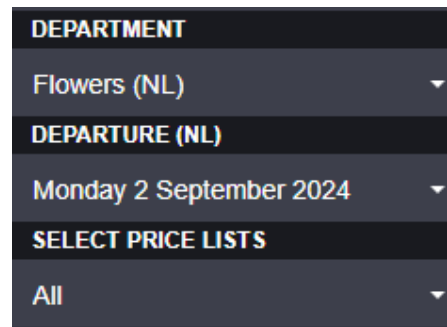 DEPARTMENT
Flowers (NL)
DEPARTURE (NL)
Monday 2 September 2024
SELECT PRICE LISTS
All